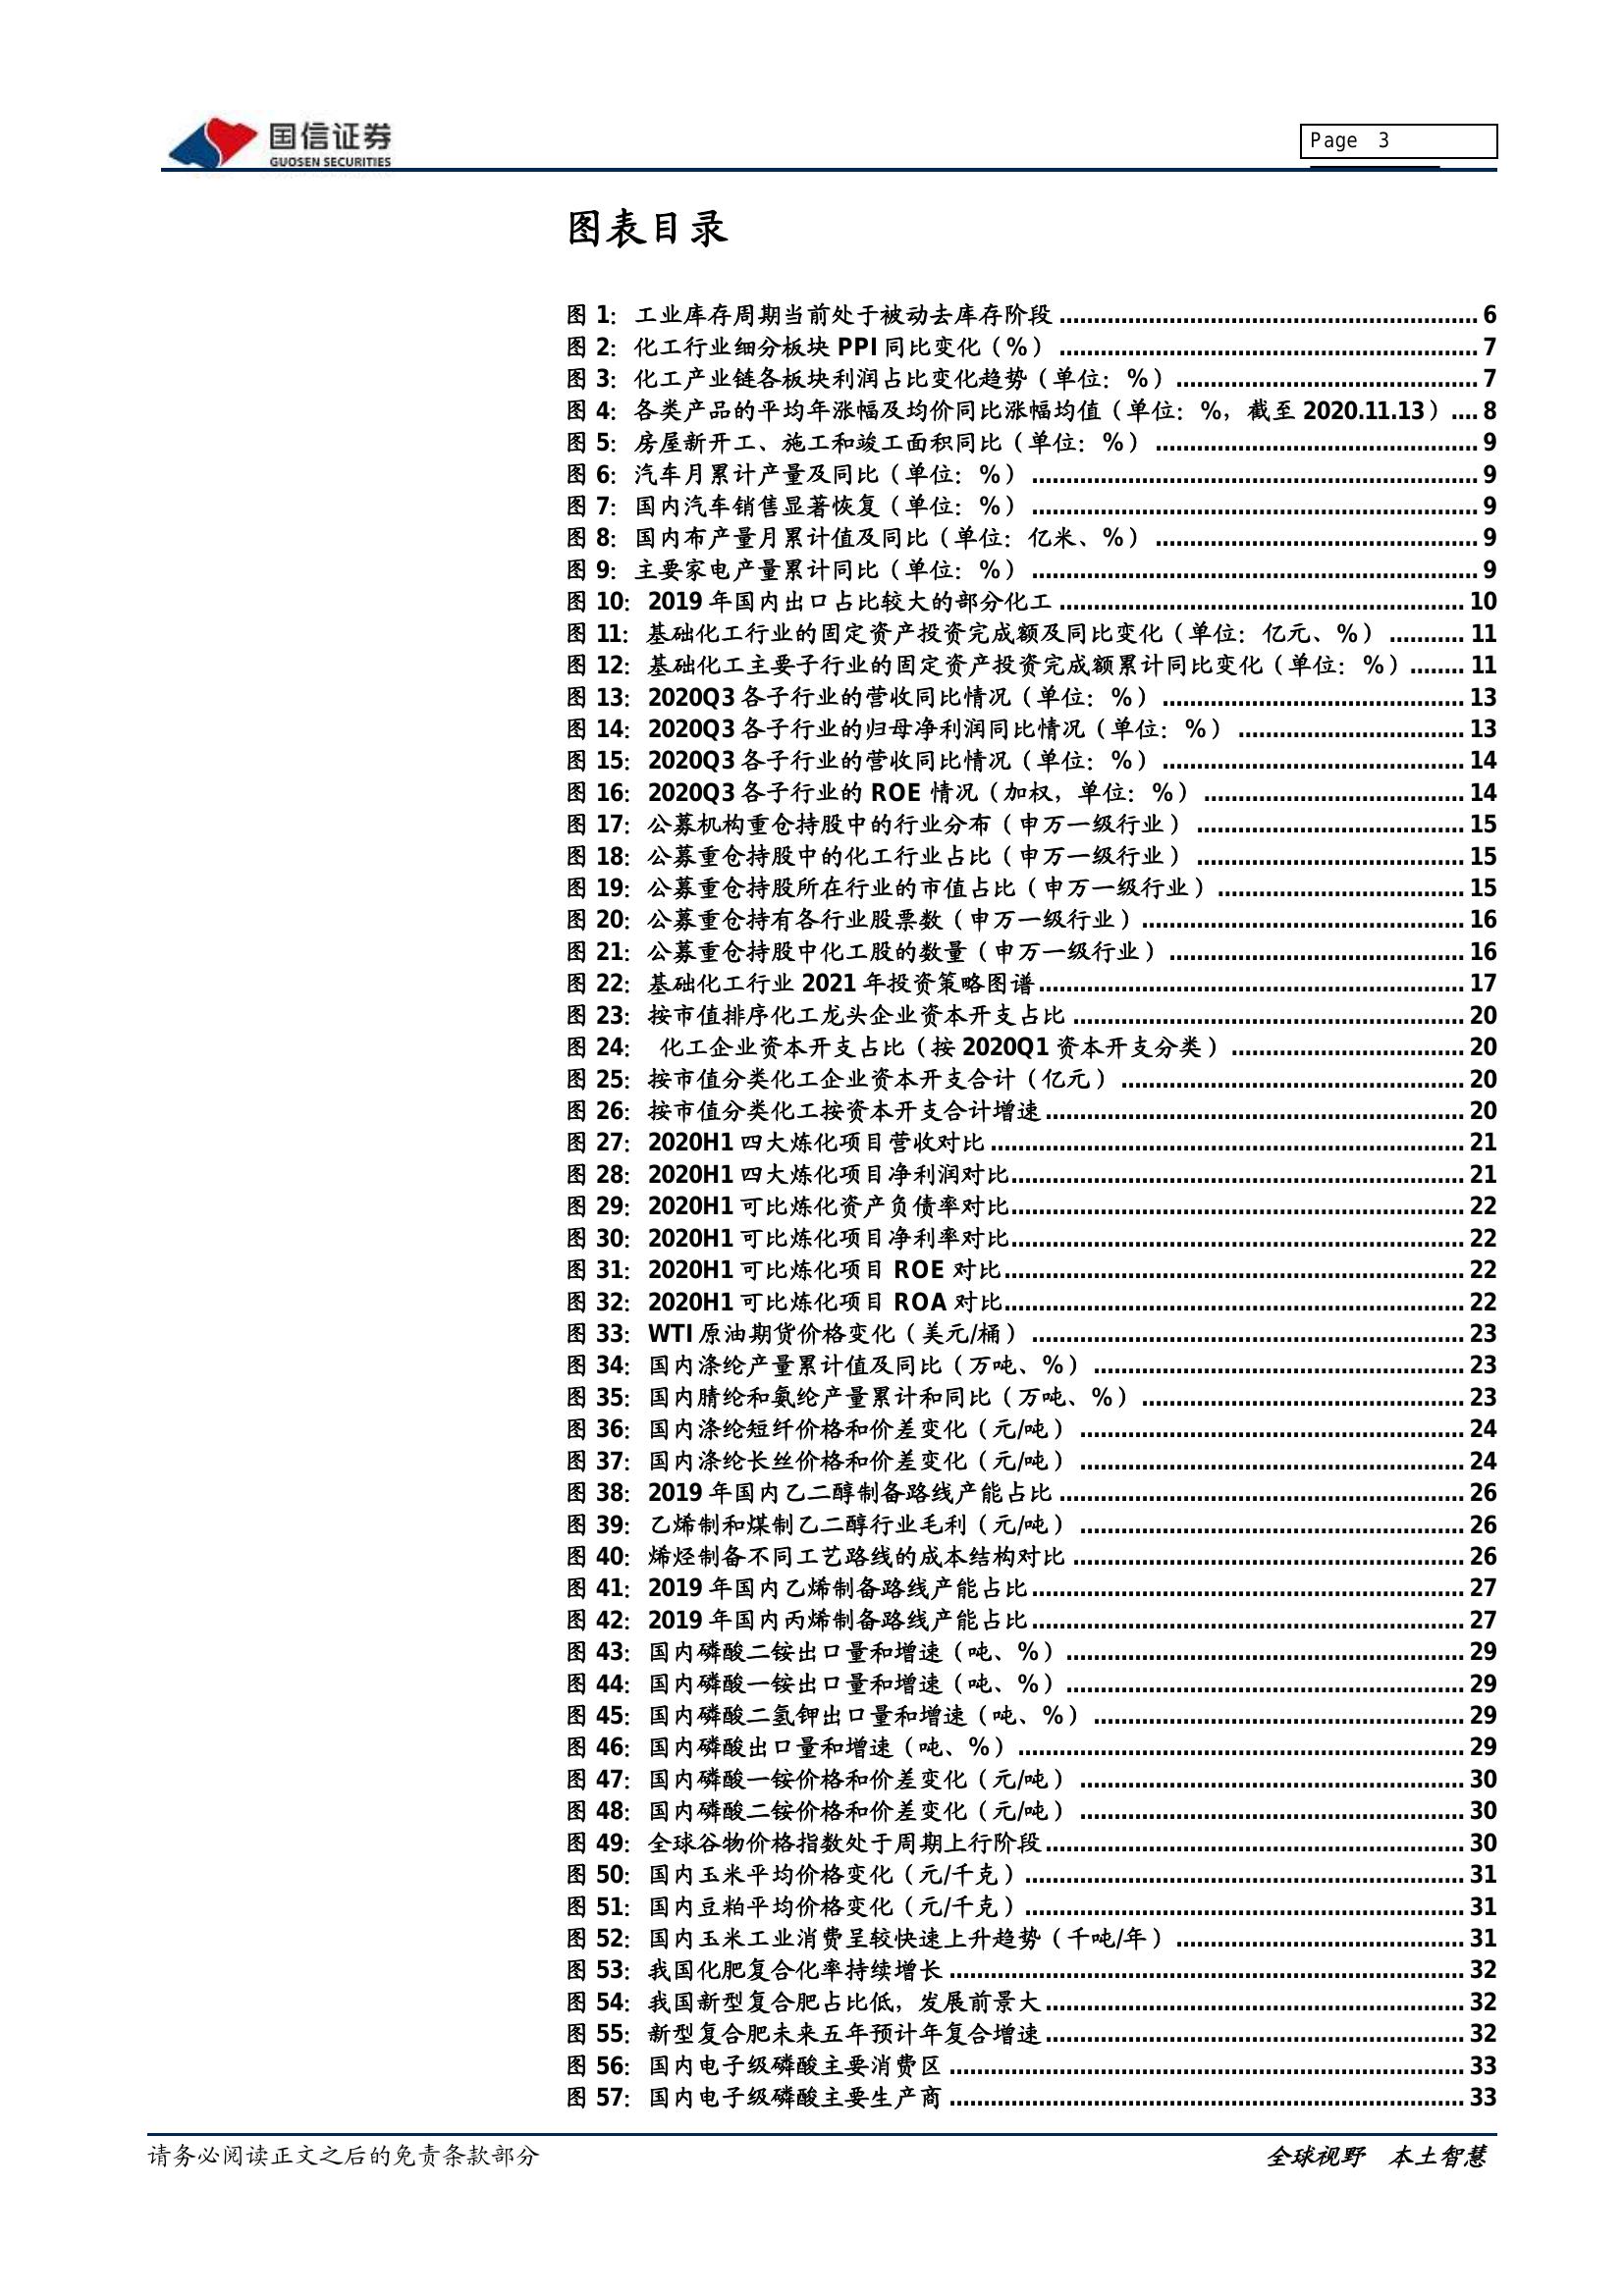 国信证券
GUOSEN SECURITIES
Page 3
图表目录
图 1：工业库存周期当前处于被动去库存阶段 ............................................................. 6
图 2：化工行业细分板块 PPI 同比变化（%） ............................................................. 7
图 3：化工产业链各板块利润占比变化趋势（单位：%） ............................................ 7
图 4：各类产品的平均年涨幅及均价同比涨幅均值（单位：%，截至 2020.11.13） .... 8
图 5：房屋新开工、施工和竣工面积同比（单位：%） ............................................... 9
图 6：汽车月累计产量及同比（单位：%） ................................................................. 9
图 7：国内汽车销售显著恢复（单位：%） ................................................................. 9
图 8：国内布产量月累计值及同比（单位：亿米、%） ............................................... 9
图 9：主要家电产量累计同比（单位：%） ................................................................. 9
图 10：2019 年国内出口占比较大的部分化工 ........................................................... 10
图 11：基础化工行业的固定资产投资完成额及同比变化（单位：亿元、%） ........... 11
图 12：基础化工主要子行业的固定资产投资完成额累计同比变化（单位：%）........ 11
图 13：2020Q3 各子行业的营收同比情况（单位：%） ............................................ 13
图 14：2020Q3 各子行业的归母净利润同比情况（单位：%） ................................. 13
图 15：2020Q3 各子行业的营收同比情况（单位：%） ............................................ 14
图 16：2020Q3 各子行业的 ROE 情况（加权，单位：%） ...................................... 14
图 17：公募机构重仓持股中的行业分布（申万一级行业） ....................................... 15
图 18：公募重仓持股中的化工行业占比（申万一级行业） ....................................... 15
图 19：公募重仓持股所在行业的市值占比（申万一级行业） .................................... 15
图 20：公募重仓持有各行业股票数（申万一级行业） ............................................... 16
图 21：公募重仓持股中化工股的数量（申万一级行业） ........................................... 16
图 22：基础化工行业 2021 年投资策略图谱.............................................................. 17
图 23：按市值排序化工龙头企业资本开支占比 ......................................................... 20
图 24： 化工企业资本开支占比（按 2020Q1 资本开支分类） .................................. 20
图 25：按市值分类化工企业资本开支合计（亿元） .................................................. 20
图 26：按市值分类化工按资本开支合计增速 ............................................................. 20
图 27：2020H1 四大炼化项目营收对比 ..................................................................... 21
图 28：2020H1 四大炼化项目净利润对比.................................................................. 21
图 29：2020H1 可比炼化资产负债率对比.................................................................. 22
图 30：2020H1 可比炼化项目净利率对比.................................................................. 22
图 31：2020H1 可比炼化项目 ROE 对比................................................................... 22
图 32：2020H1 可比炼化项目 ROA 对比................................................................... 22
图 33：WTI 原油期货价格变化（美元/桶） ............................................................... 23
图 34：国内涤纶产量累计值及同比（万吨、%） ...................................................... 23
图 35：国内腈纶和氨纶产量累计和同比（万吨、%） ............................................... 23
图 36：国内涤纶短纤价格和价差变化（元/吨） ........................................................ 24
图 37：国内涤纶长丝价格和价差变化（元/吨） ........................................................ 24
图 38：2019 年国内乙二醇制备路线产能占比 ........................................................... 26
图 39：乙烯制和煤制乙二醇行业毛利（元/吨） ........................................................ 26
图 40：烯烃制备不同工艺路线的成本结构对比 ......................................................... 26
图 41：2019 年国内乙烯制备路线产能占比............................................................... 27
图 42：2019 年国内丙烯制备路线产能占比............................................................... 27
图 43：国内磷酸二铵出口量和增速（吨、%） .......................................................... 29
图 44：国内磷酸一铵出口量和增速（吨、%） .......................................................... 29
图 45：国内磷酸二氢钾出口量和增速（吨、%） ...................................................... 29
图 46：国内磷酸出口量和增速（吨、%） ................................................................. 29
图 47：国内磷酸一铵价格和价差变化（元/吨） ........................................................ 30
图 48：国内磷酸二铵价格和价差变化（元/吨） ........................................................ 30
图 49：全球谷物价格指数处于周期上行阶段............................................................. 30
图 50：国内玉米平均价格变化（元/千克）................................................................ 31
图 51：国内豆粕平均价格变化（元/千克）................................................................ 31
图 52：国内玉米工业消费呈较快速上升趋势（千吨/年） .......................................... 31
图 53：我国化肥复合化率持续增长 ........................................................................... 32
图 54：我国新型复合肥占比低，发展前景大............................................................. 32
图 55：新型复合肥未来五年预计年复合增速............................................................. 32
图 56：国内电子级磷酸主要消费区 ........................................................................... 33
图 57：国内电子级磷酸主要生产商 ........................................................................... 33
请务必阅读正文之后的免责条款部分
全球视野 本土智慧